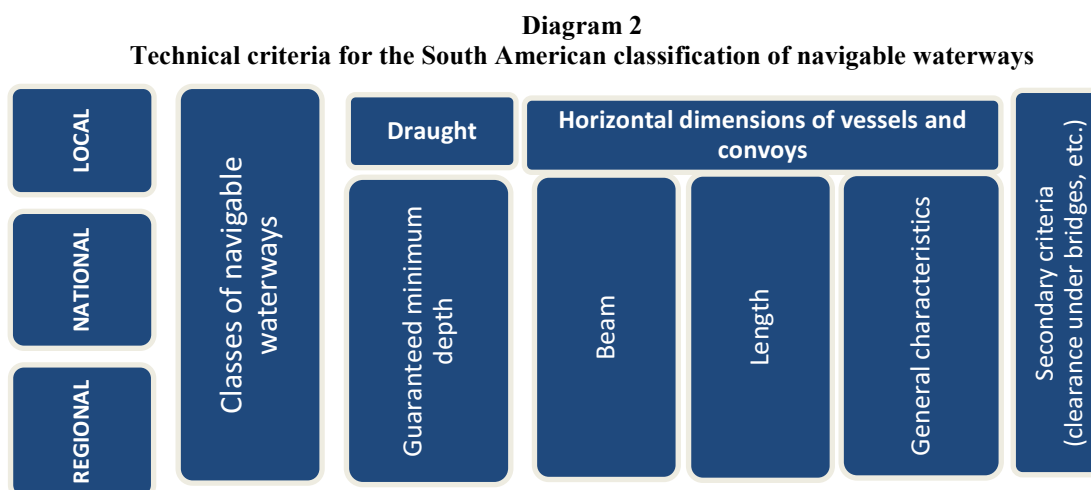 Diagram 2
Technical criteria for the South American classification of navigable waterways
LOCAL
NATIONAL
REGIONAL
Classes of navigable
waterways
Draught
Guaranteed minimum
depth
Horizontal dimensions of vessels and
convoys
Beam
Length
General characteristics
Secondary criteria
(clearance under bridges, etc.)